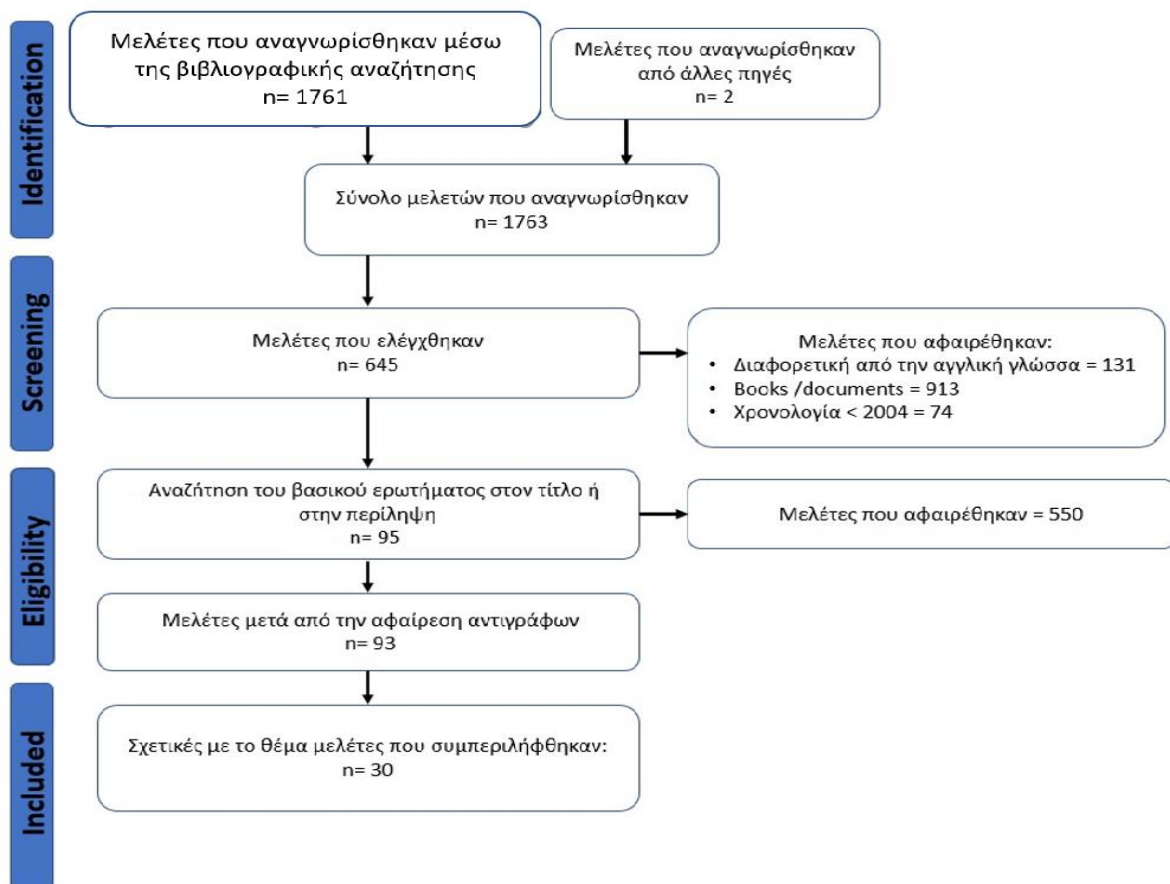 Identification
Μελέτες που αναγνωρίσθηκαν μέσω
της βιβλιογραφικής αναζήτησης
n= 1761
Μελέτες που αναγνωρίσθηκαν
από άλλες πηγές
n= 2
Σύνολο μελετών που αναγνωρίσθηκαν
n= 1763
Screening
Μελέτες που ελέγχθηκαν
n= 645
Μελέτες που αφαιρέθηκαν:
• Διαφορετική από την αγγλική γλώσσα = 131
• Books /documents = 913
• Χρονολογία < 2004 = 74
Eligibility
Αναζήτηση του βασικού ερωτήματος στον τίτλο ή
στην περίληψη
n= 95
Μελέτες που αφαιρέθηκαν = 550
Μελέτες μετά από την αφαίρεση αντιγράφων
n= 93
Included
Σχετικές με το θέμα μελέτες που συμπεριλήφθηκαν:
n= 30